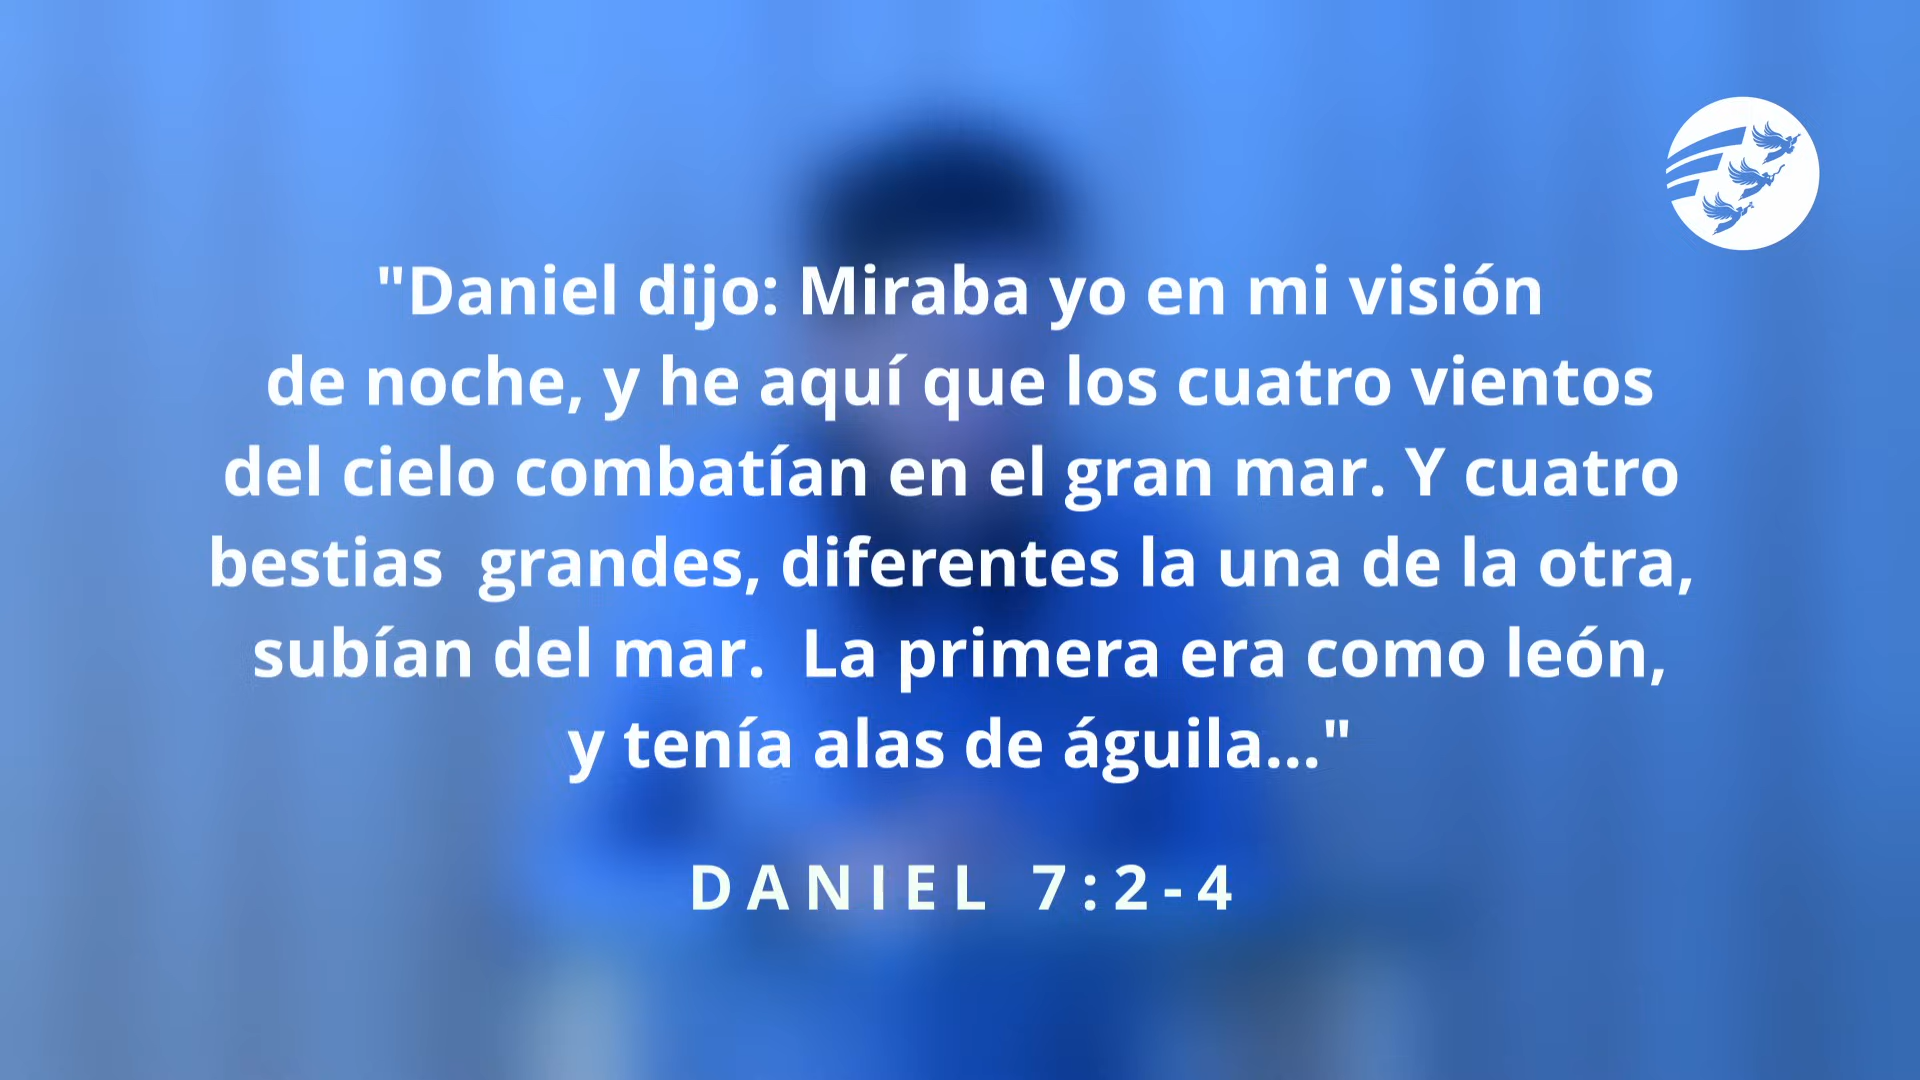 "Daniel dijo: Miraba yo en mi visión
de noche, y he aquí que los cuatro vientos
del cielo combatían en el gran mar. Y cuatro
bestias  grandes, diferentes la una de la otra,
subían del mar.  La primera era como león,
y tenía alas de águila..."
DANIEL 7:2-4